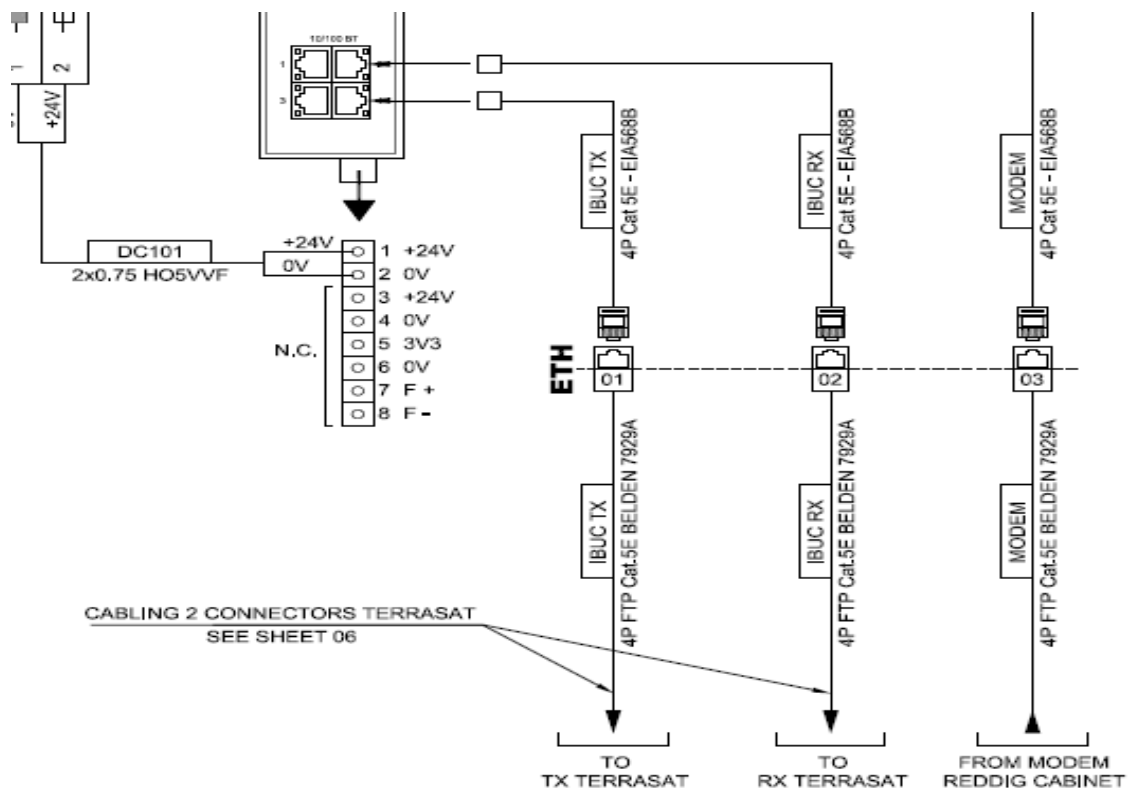 10/100 BT
1
3
1
2
+24V
DC101
2x0.75 HO5VVF
+24V
0V
1 +24V
2 0V
3 +24V
4 0V
5 3V3
6 0V
7 F +
8 F -
N.C.
IBUC TX
4P Cat 5E - EIA568B
IBUC RX
4P Cat 5E - EIA568B
MODEM
4P Cat 5E - EIA568B
ETH
01
02
03
IBUC TX
4P FTP Cat.5E BELDEN 7929A
IBUC RX
4P FTP Cat.5E BELDEN 7929A
MODEM
4P FTP Cat.5E BELDEN 7929A
CABLING 2 CONNECTORS TERRASAT
SEE SHEET 06
TO
TX TERRASAT
TO
RX TERRASAT
FROM MODEM
REDDIG CABINET